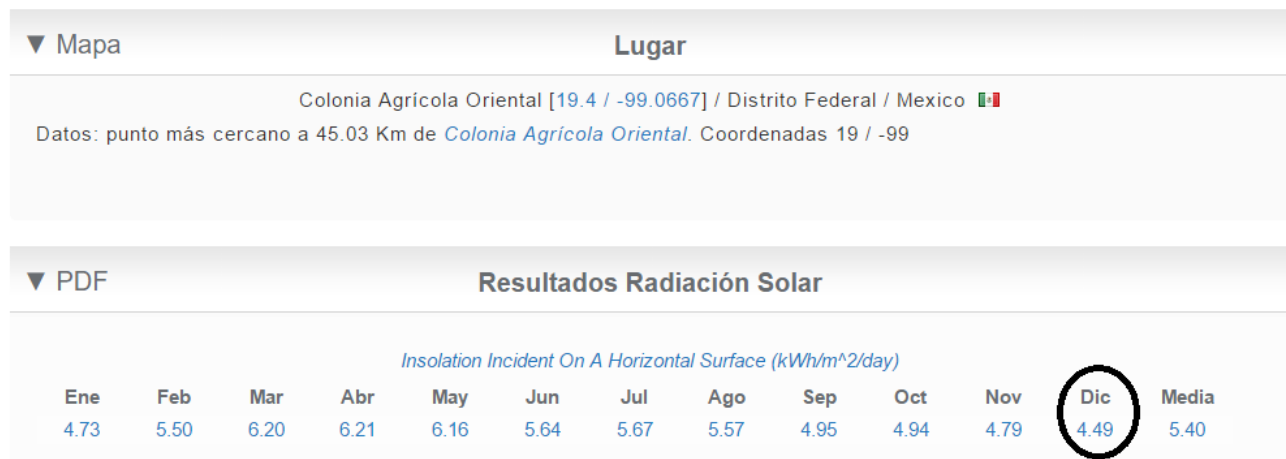 ▼ Mapa Lugar
Colonia Agrícola Oriental [19.4 / -99.0667] / Distrito Federal / Mexico
Datos: punto más cercano a 45.03 Km de Colonia Agrícola Oriental. Coordenadas 19 / -99
▼ PDF Resultados Radiación Solar
Insolation Incident On A Horizontal Surface (kWh/m^2/day)
Ene Feb Mar Abr May Jun Jul Ago Sep Oct Nov Dic Media
4.73 5.50 6.20 6.21 6.16 5.64 5.67 5.57 4.95 4.94 4.79 4.49 5.40